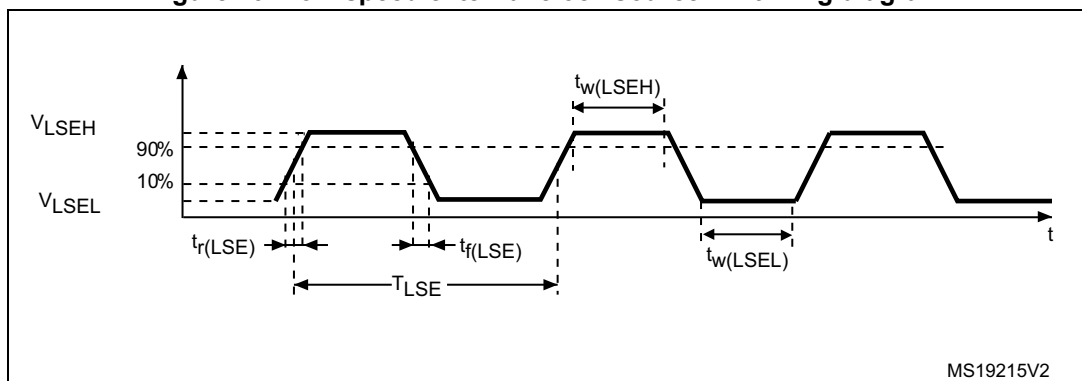 tw(LSEH)
VLSEH
90%
10%
VLSEL
tr(LSE)
tf(LSE)
t
tw(LSEL)
TLSE
MS19215V2